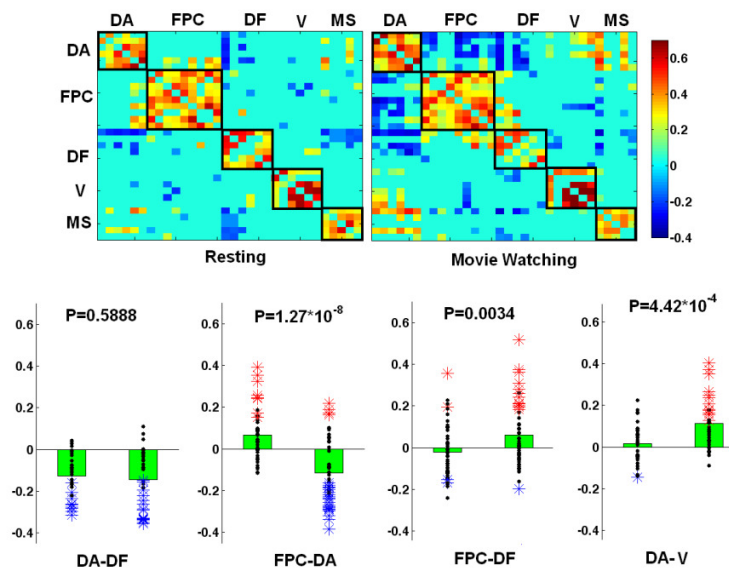 DA FPC DF V MS
DA FPC DF V MS
DA
FPC
DF
V
MS
0.6
0.4
0.2
0
-0.2
-0.4
Resting
Movie Watching
P=0.5888
P=1.27*10⁻⁸
P=0.0034
P=4.42*10⁻⁴
0.6
0.4
0.2
0
-0.2
-0.4
0.6
0.4
0.2
0
-0.2
-0.4
0.6
0.4
0.2
0
-0.2
-0.4
0.6
0.4
0.2
0
-0.2
-0.4
DA-DF
FPC-DA
FPC-DF
DA-V